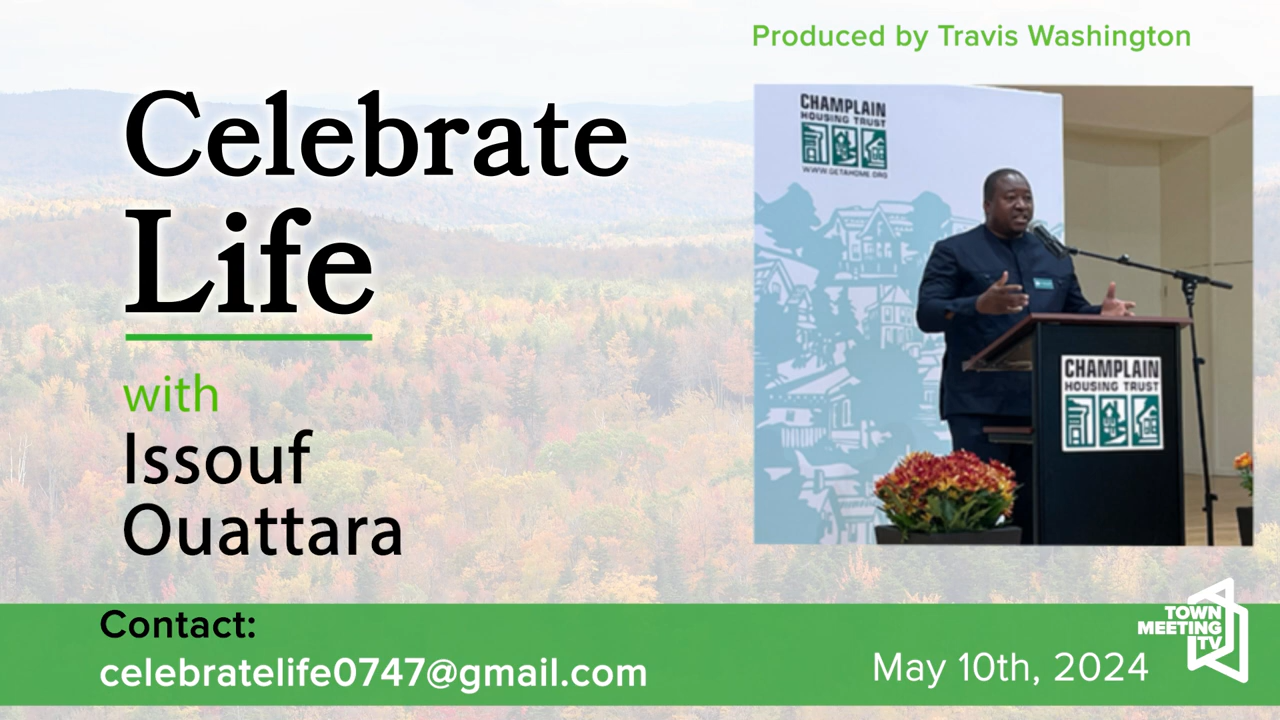 Produced by Travis Washington
Celebrate
Life
with
Issouf
Ouattara
CHAMPLAIN
HOUSING TRUST
WWW.GETAHOME.ORG
CHAMPLAIN
HOUSING TRUST
Contact:
celebratelife0747@gmail.com
May 10th, 2024
TOWN
MEETING
TV